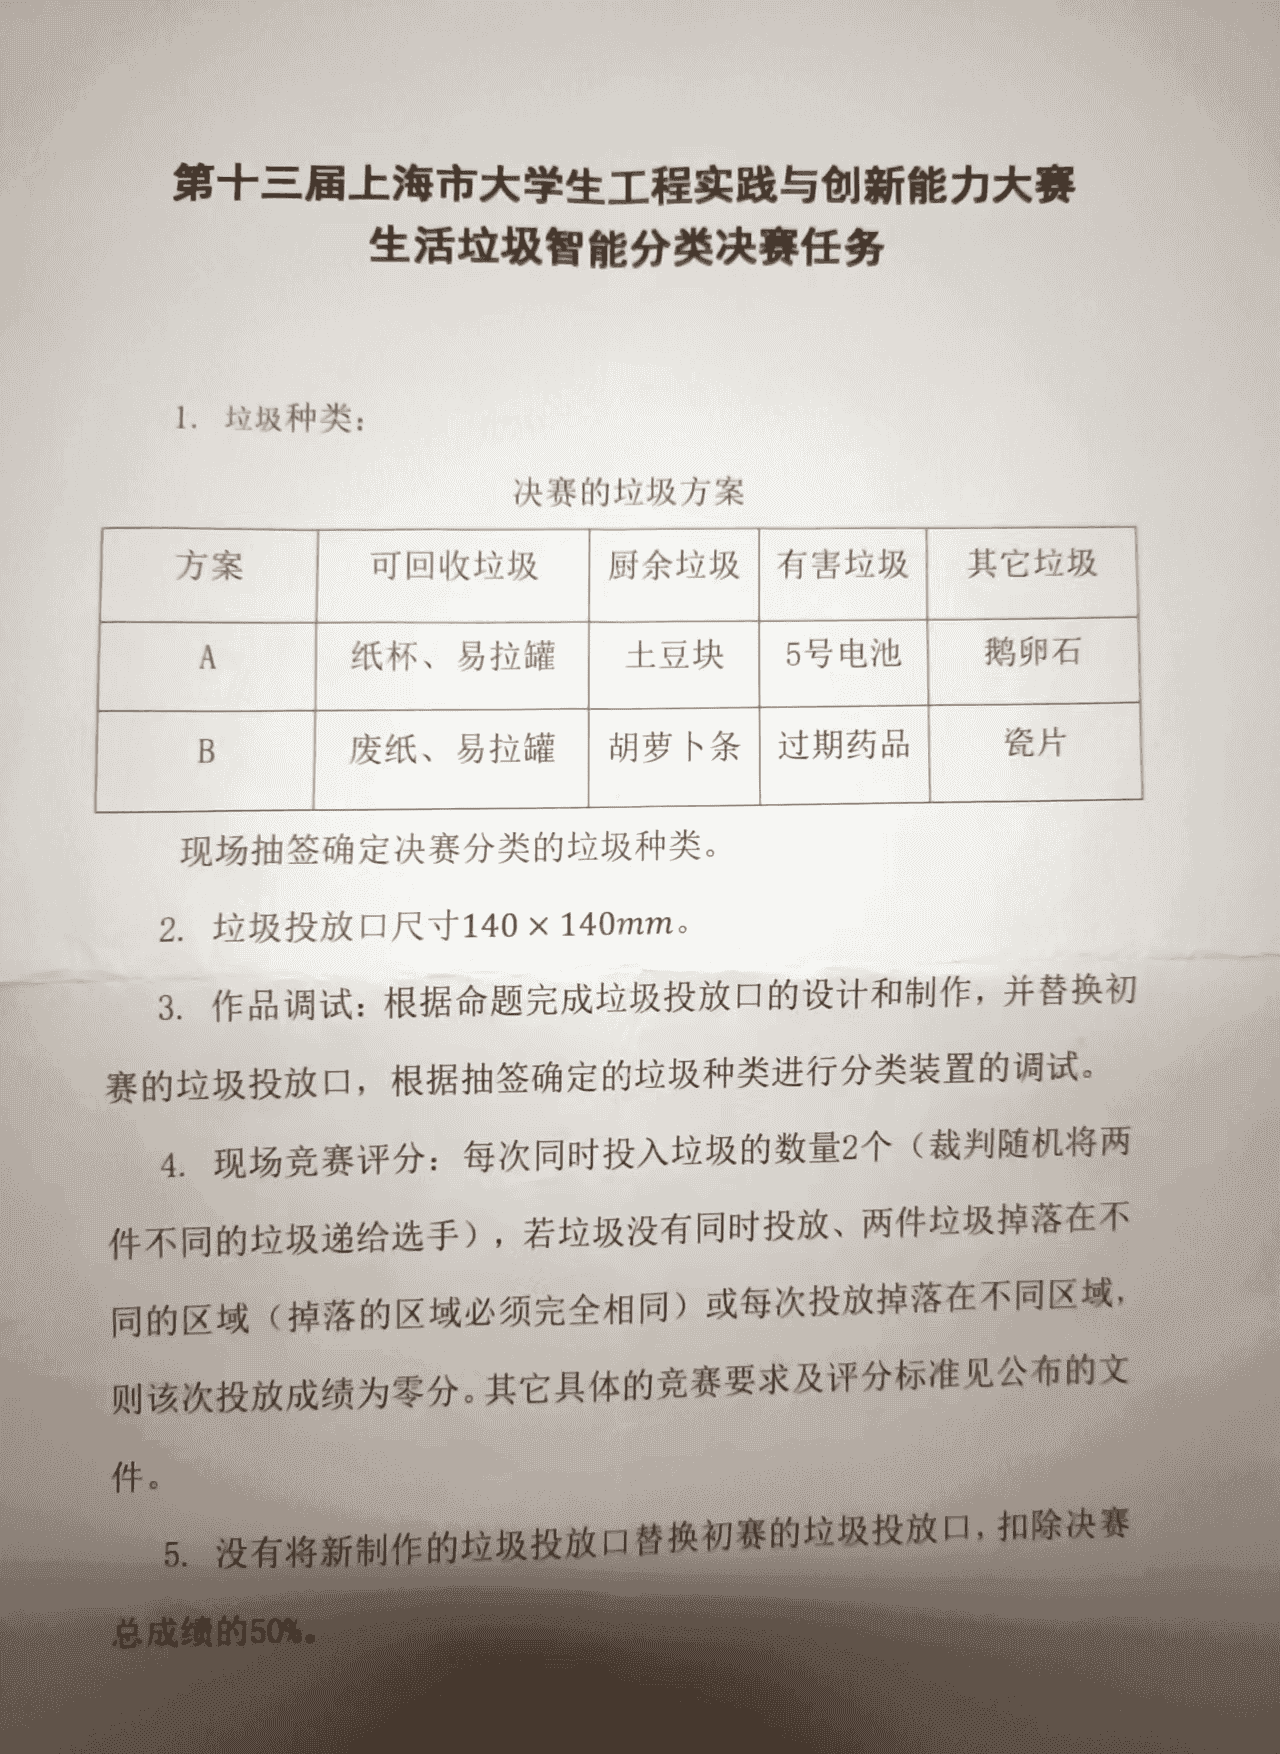 第十三届上海市大学生工程实践与创新能力大赛
生活垃圾智能分类决赛任务
1. 垃圾种类：
决赛的垃圾方案
方案 可回收垃圾 厨余垃圾 有害垃圾 其它垃圾
A 纸杯、易拉罐 土豆块 5号电池 鹅卵石
B 废纸、易拉罐 胡萝卜条 过期药品 瓷片
现场抽签确定决赛分类的垃圾种类。
2. 垃圾投放口尺寸140 × 140mm。
3. 作品调试：根据命题完成垃圾投放口的设计和制作，并替换初
赛的垃圾投放口，根据抽签确定的垃圾种类进行分类装置的调试。
4. 现场竞赛评分：每次同时投入垃圾的数量2个（裁判随机将两
件不同的垃圾递给选手），若垃圾没有同时投放、两件垃圾掉落在不
同的区域（掉落的区域必须完全相同）或每次投放掉落在不同区域，
则该次投放成绩为零分。其它具体的竞赛要求及评分标准见公布的文
件。
5. 没有将新制作的垃圾投放口替换初赛的垃圾投放口，扣除决赛
总成绩的50%。